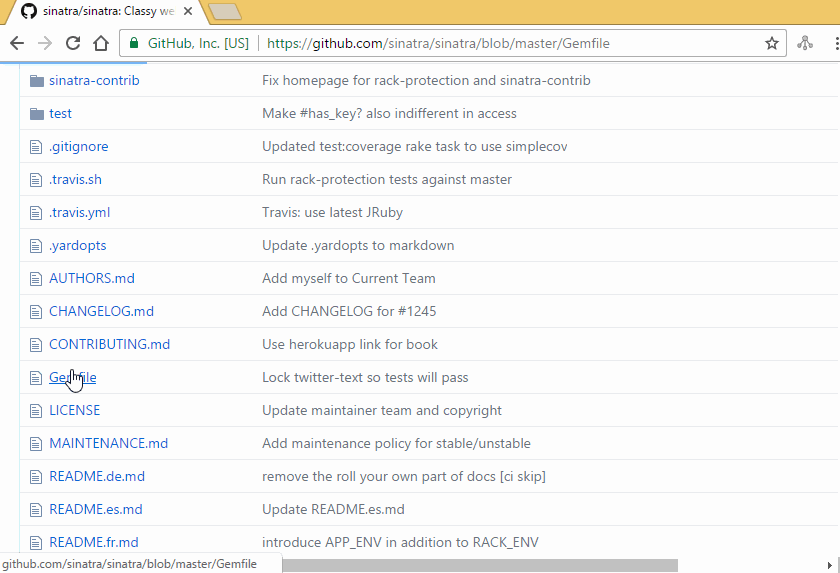 sinatra/sinatra: Classy we
GitHub, Inc. [US] https://github.com/sinatra/sinatra/blob/master/Gemfile
sinatra-contrib Fix homepage for rack-protection and sinatra-contrib
test Make #has_key? also indifferent in access
.gitignore Updated test:coverage rake task to use simplecov
.travis.sh Run rack-protection tests against master
.travis.yml Travis: use latest JRuby
.yardopts Update .yardopts to markdown
AUTHORS.md Add myself to Current Team
CHANGELOG.md Add CHANGELOG for #1245
CONTRIBUTING.md Use herokuapp link for book
Gemfile Lock twitter-text so tests will pass
LICENSE Update maintainer team and copyright
MAINTENANCE.md Add maintenance policy for stable/unstable
README.de.md remove the roll your own part of docs [ci skip]
README.es.md Update README.es.md
README.fr.md introduce APP_ENV in addition to RACK_ENV
github.com/sinatra/sinatra/blob/master/Gemfile